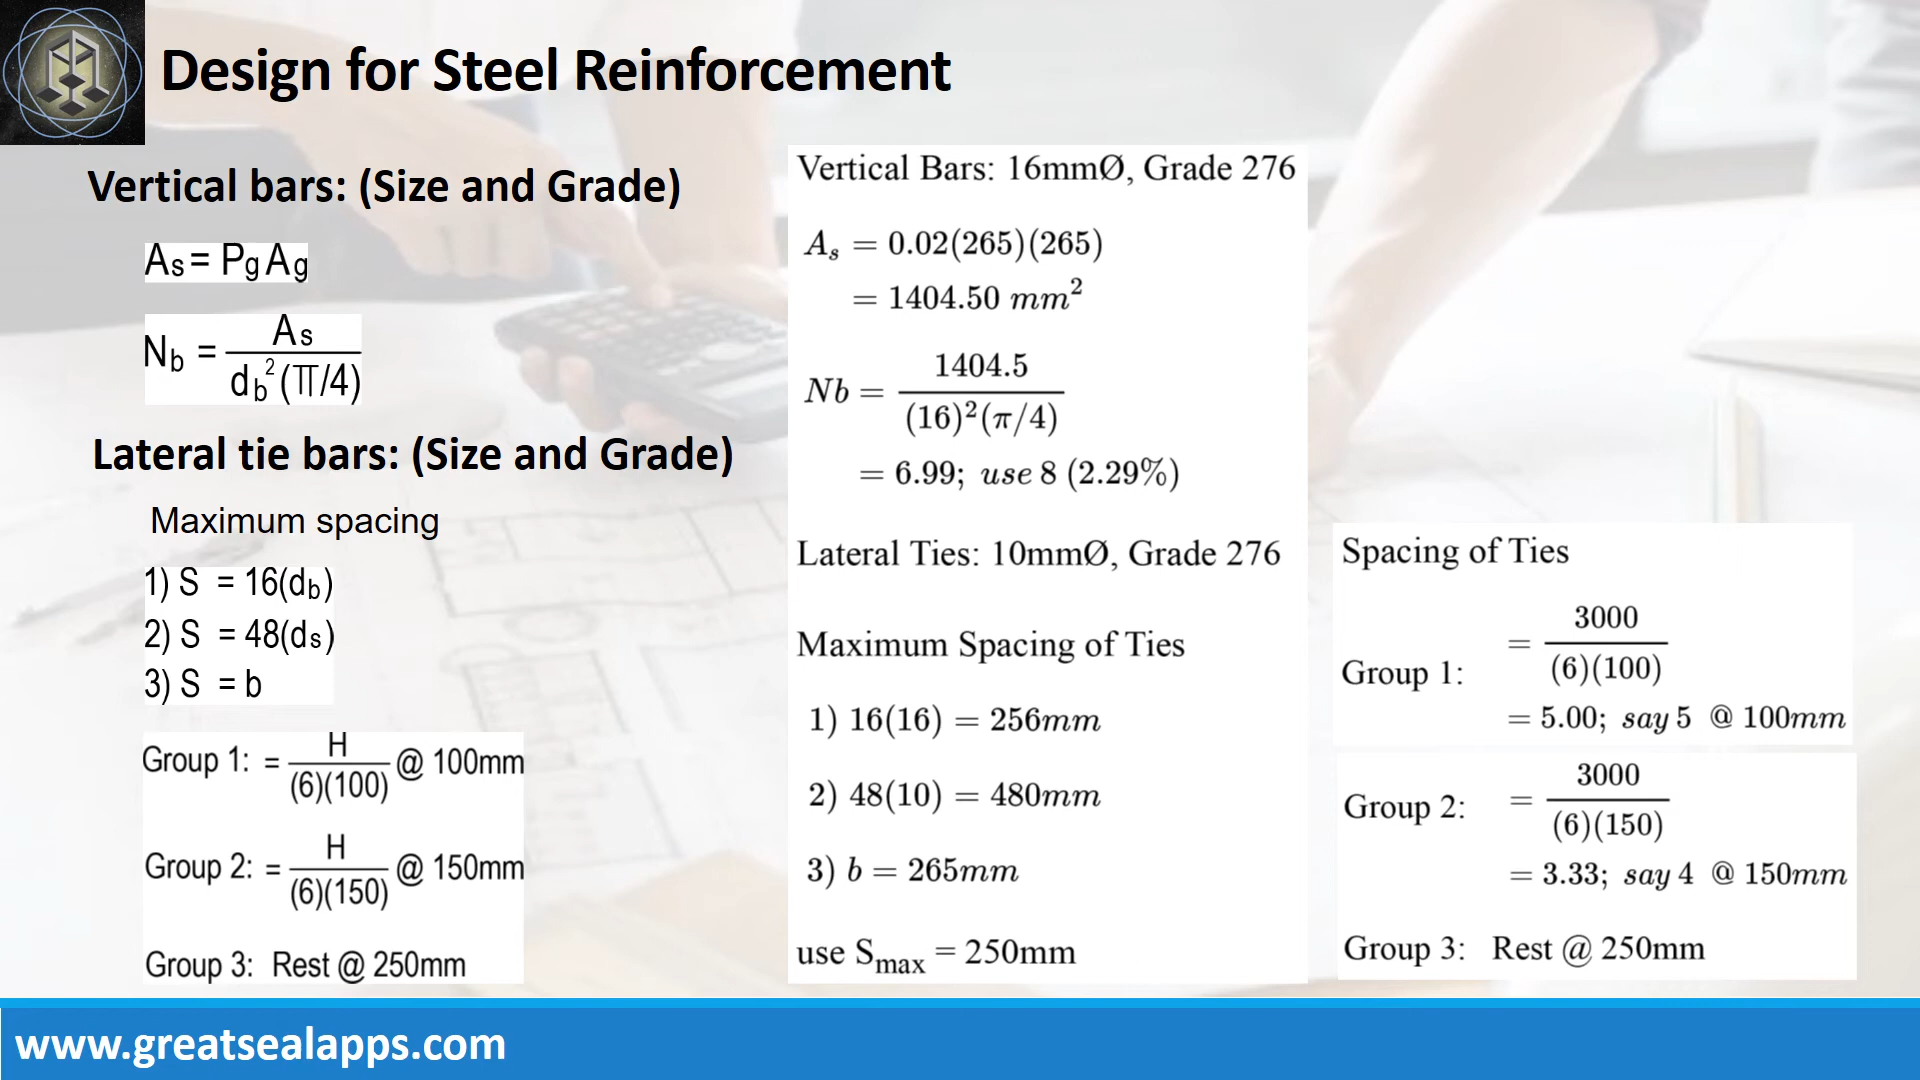 Design for Steel Reinforcement
Vertical bars: (Size and Grade)
As = Pg Ag
Nb = As / db²(π/4)
Lateral tie bars: (Size and Grade)
Maximum spacing
1) S = 16(db)
2) S = 48(ds)
3) S = b
Group 1: = H / (6)(100) @ 100mm
Group 2: = H / (6)(150) @ 150mm
Group 3: Rest @ 250mm
Vertical Bars: 16mmØ, Grade 276
As = 0.02(265)(265)
= 1404.50 mm²
Nb = 1404.5 / (16)²(π/4)
= 6.99; use 8 (2.29%)
Lateral Ties: 10mmØ, Grade 276
Maximum Spacing of Ties
1) 16(16) = 256mm
2) 48(10) = 480mm
3) b = 265mm
use Smax = 250mm
Spacing of Ties
Group 1: = 3000 / (6)(100)
= 5.00; say 5 @ 100mm
Group 2: = 3000 / (6)(150)
= 3.33; say 4 @ 150mm
Group 3: Rest @ 250mm
www.greatsealapps.com